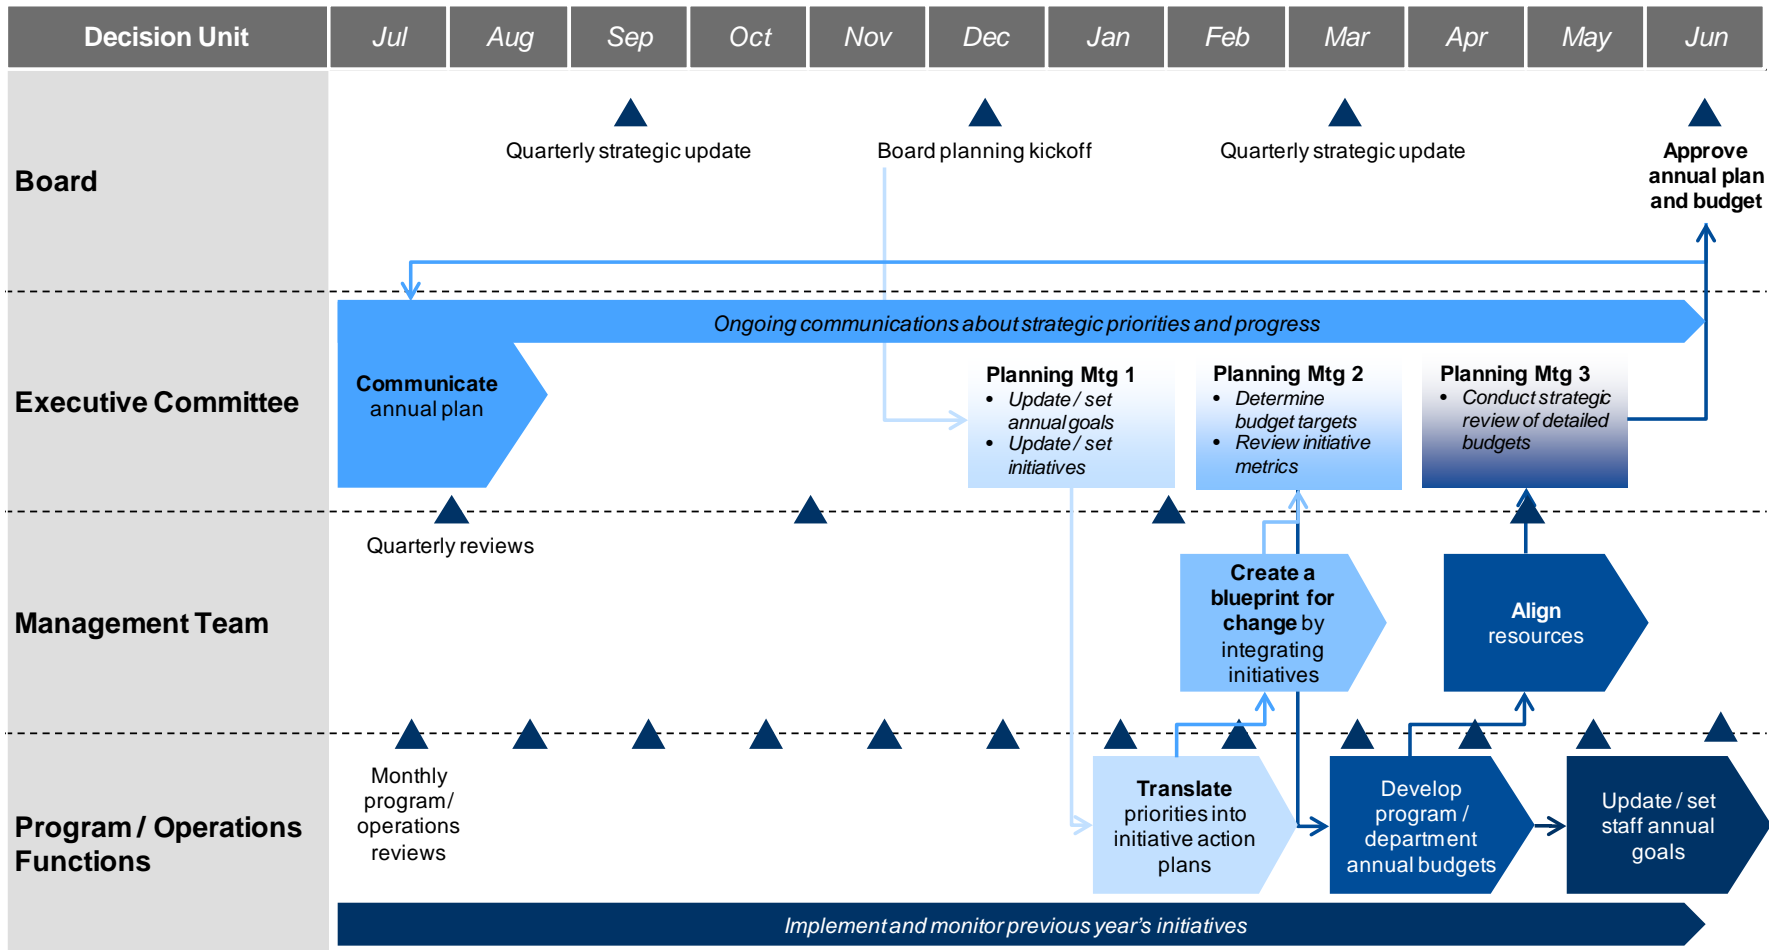 Decision Unit
Jul
Aug
Sep
Oct
Nov
Dec
Jan
Feb
Mar
Apr
May
Jun
Board
Quarterly strategic update
Board planning kickoff
Quarterly strategic update
Approve
annual plan
and budget
Executive Committee
Ongoing communications about strategic priorities and progress
Communicate
annual plan
Planning Mtg 1
• Update / set
annual goals
• Update / set
initiatives
Planning Mtg 2
• Determine
budget targets
• Review initiative
metrics
Planning Mtg 3
• Conduct strategic
review of detailed
budgets
Management Team
Quarterly reviews
Create a
blueprint for
change by
integrating
initiatives
Align
resources
Program / Operations
Functions
Monthly
program /
operations
reviews
Translate
priorities into
initiative action
plans
Develop
program /
department
annual budgets
Update / set
staff annual
goals
Implement and monitor previous year's initiatives